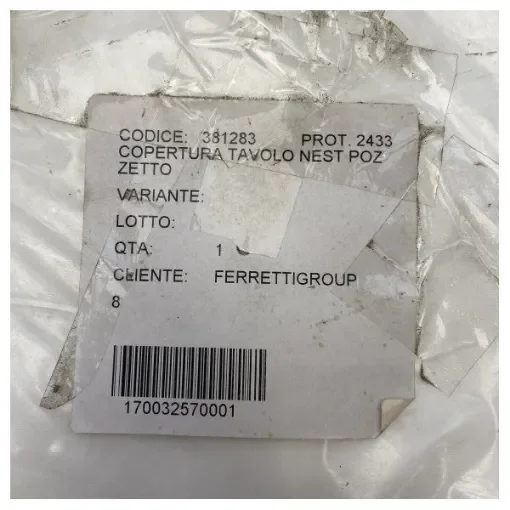 CODICE: 381283 PROT. 2433
COPERTURA TAVOLO NEST POZ
ZETTO
VARIANTE:
LOTTO:
QTA: 1
CLIENTE: FERRETTIGROUP
8
170032570001